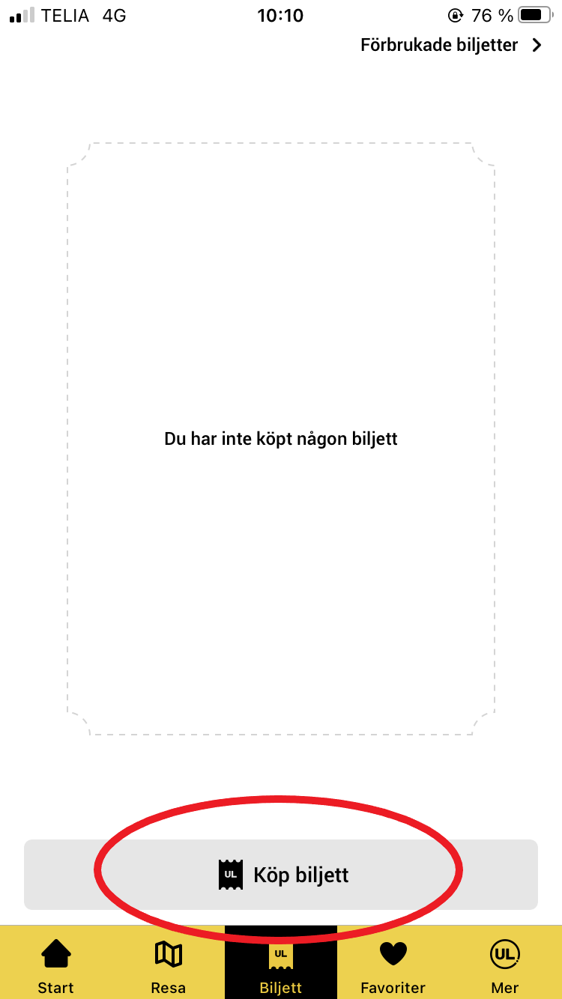 TELIA 4G 10:10 76 %
Förbrukade biljetter
Du har inte köpt någon biljett
UL Köp biljett
UL UL
Start Resa Biljett Favoriter Mer